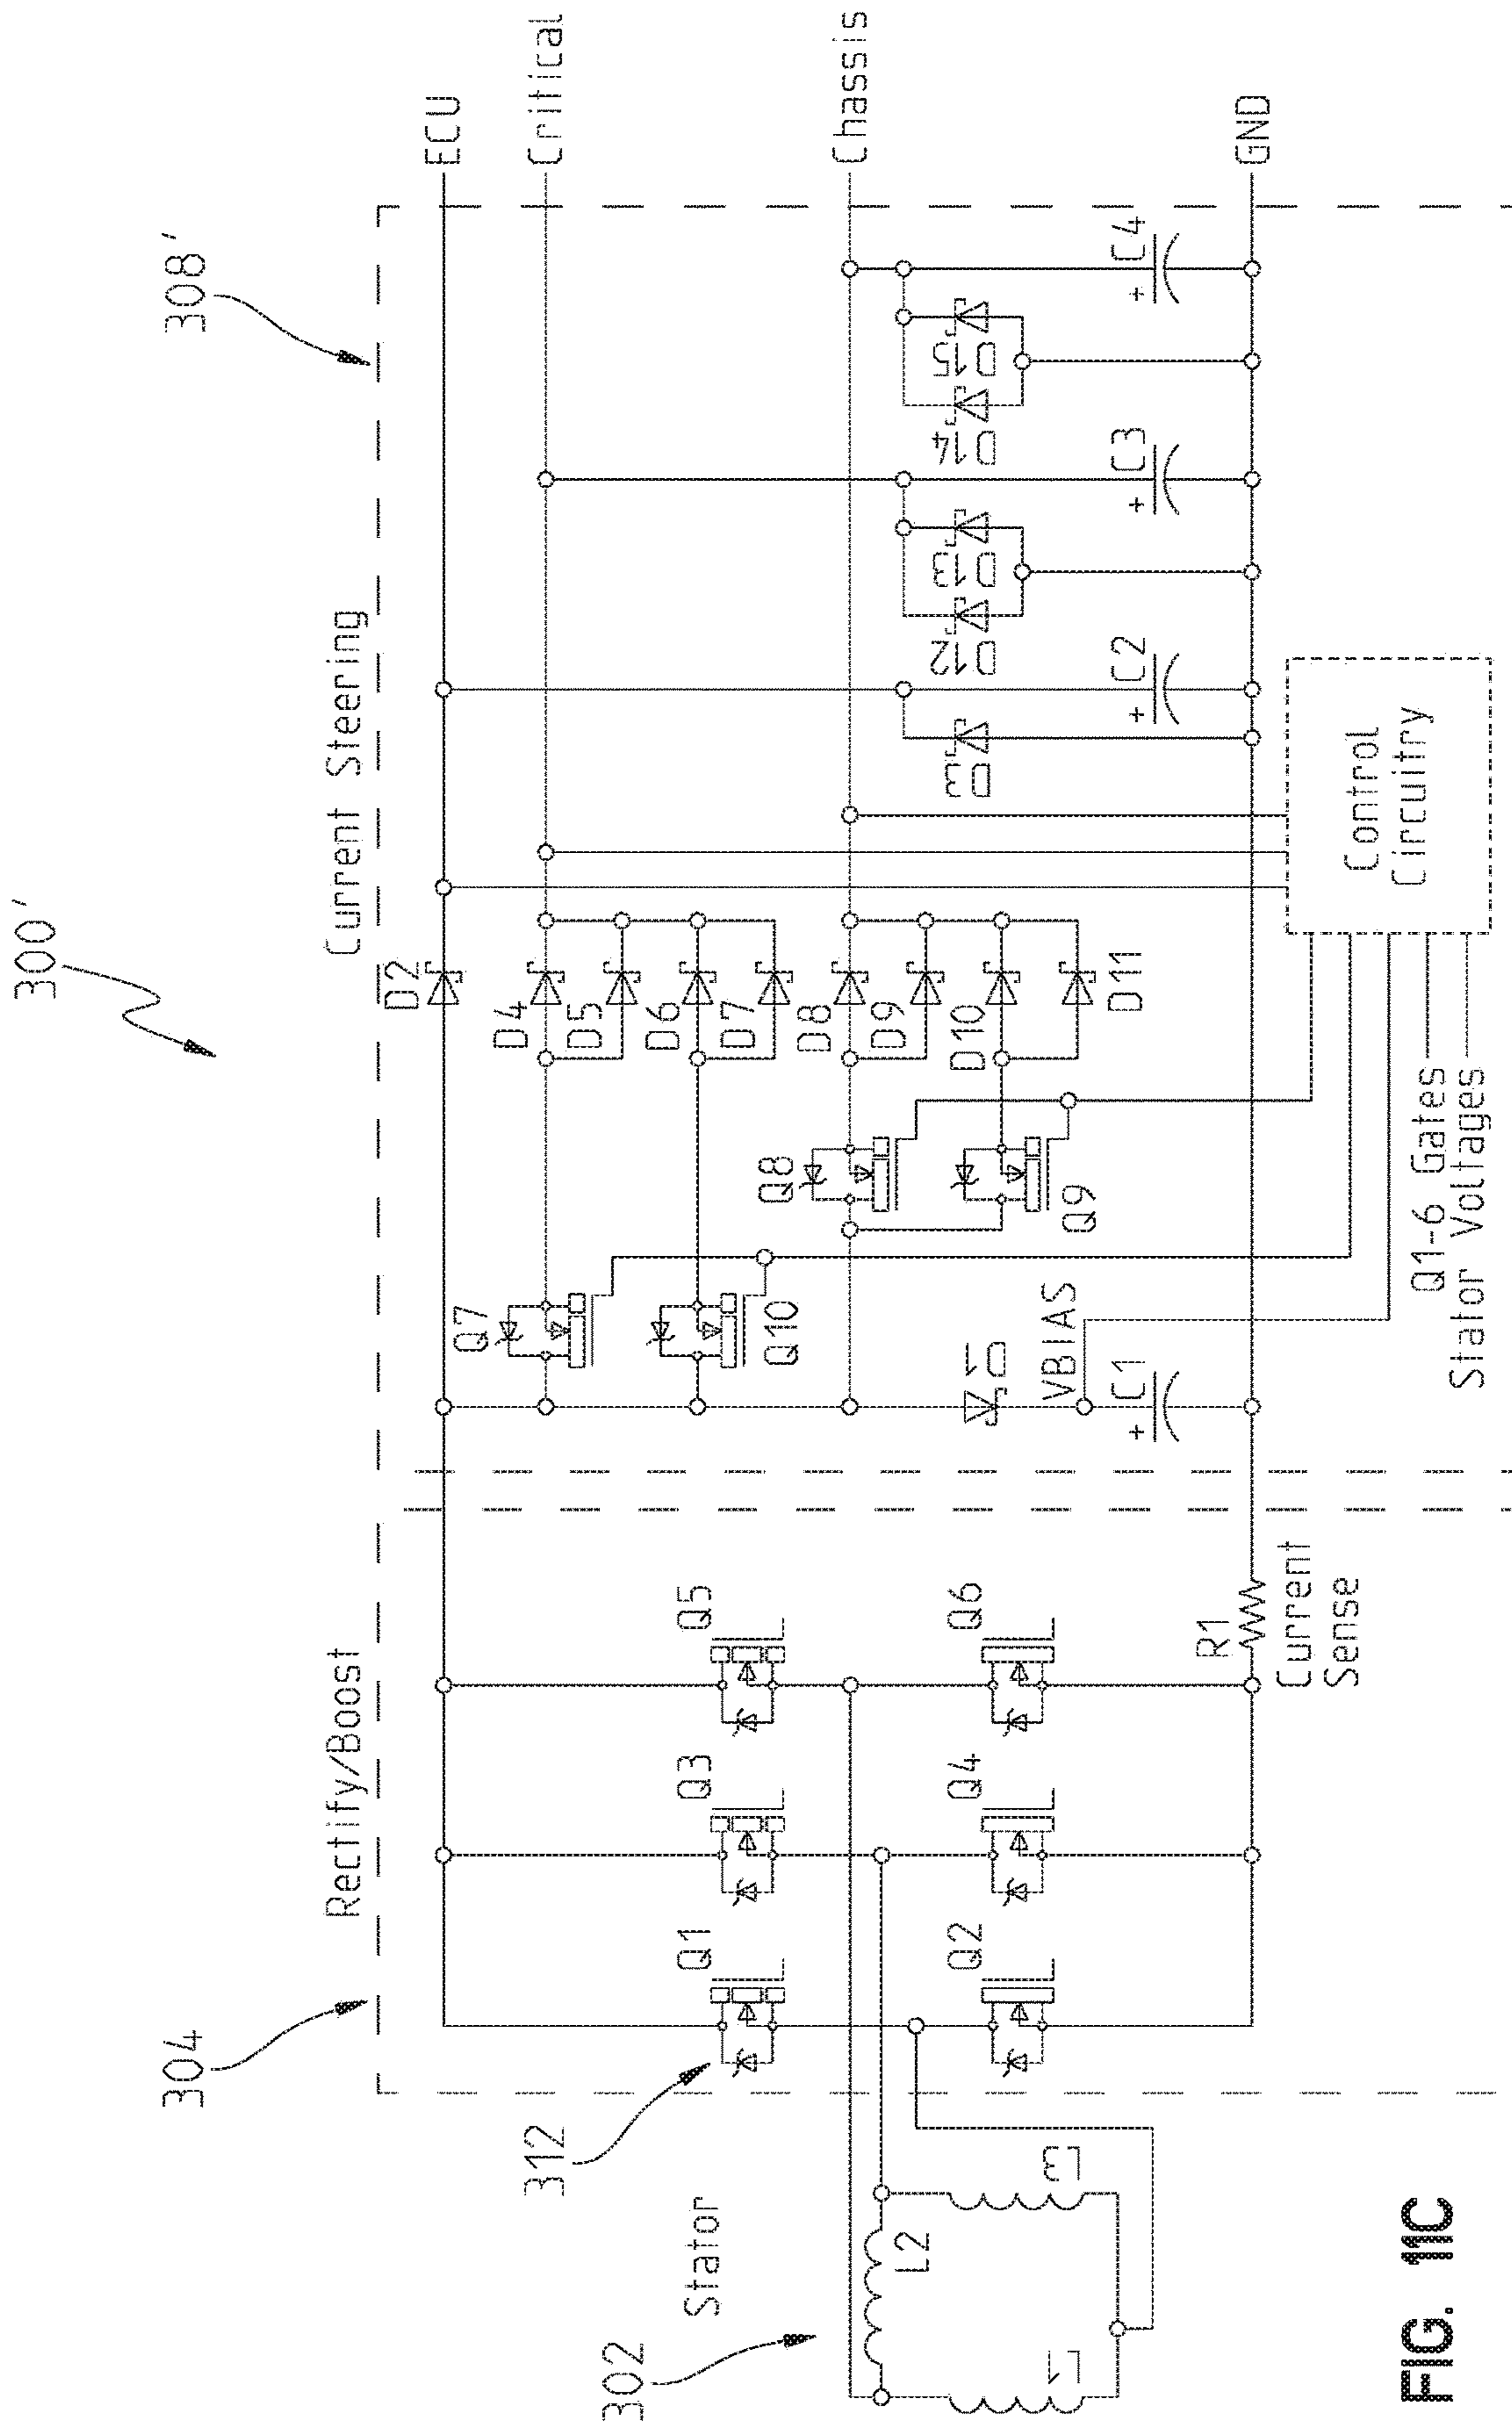 300'
304
Rectify/Boost
Current Steering
308'
ECU
Critical
Chassis
GND
302
Stator
312
L1
L2
L3
Q1
Q3
Q5
Q2
Q4
Q6
R1
Current
Sense
Q7
Q10
Q8
Q9
D1
VBIAS
+ C1
D2
D4
D5
D6
D7
D8
D9
D10
D11
D3
+ C2
D12
D13
+ C3
D14
D15
+ C4
Control
Circuitry
Q1-6 Gates
Stator Voltages
FIG. 11C